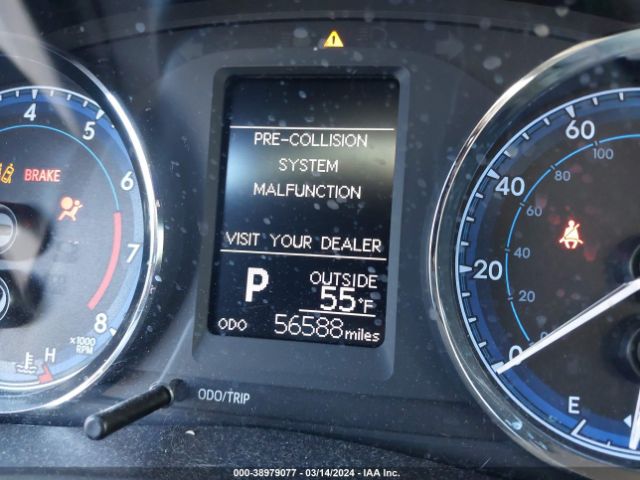 4 5 6 7 8
BRAKE
x1000
RPM
H
PRE-COLLISION
SYSTEM
MALFUNCTION
VISIT YOUR DEALER
P
OUTSIDE
55°F
ODO 56588 miles
ODO/TRIP
0 20 40 60
20 40 60 80 100
E
000-38979077 - 03/14/2024 - IAA Inc.